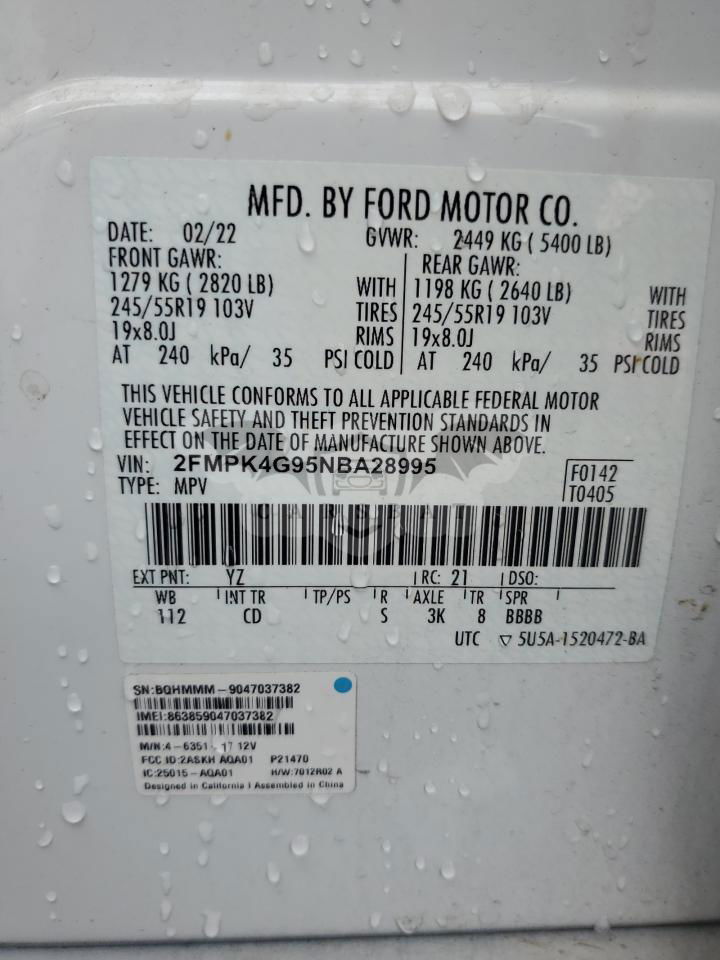 MFD. BY FORD MOTOR CO.
DATE: 02/22 GVWR: 2449 KG ( 5400 LB)
FRONT GAWR: REAR GAWR:
1279 KG ( 2820 LB) WITH 1198 KG ( 2640 LB) WITH
245/55R19 103V TIRES 245/55R19 103V TIRES
19x8.0J RIMS 19x8.0J RIMS
AT 240 kPa/ 35 PSI COLD AT 240 kPa/ 35 PSI COLD
THIS VEHICLE CONFORMS TO ALL APPLICABLE FEDERAL MOTOR
VEHICLE SAFETY AND THEFT PREVENTION STANDARDS IN
EFFECT ON THE DATE OF MANUFACTURE SHOWN ABOVE.
VIN: 2FMPK4G95NBA28995 F0142
TYPE: MPV T0405
EXT PNT: YZ RC: 21 DSO:
WB INT TR TP/PS R AXLE TR SPR
112 CD S 3K 8 BBBB
UTC ▽ 5U5A-1520472-BA
SN:BQHMMM-9047037382
IMEI:863859047037382
M/N:4-6351 17 12V
FCC ID:2ASKH AQA01 P21470
IC:25015-AQA01 H/W:7012R02 A
Designed in California | Assembled in China